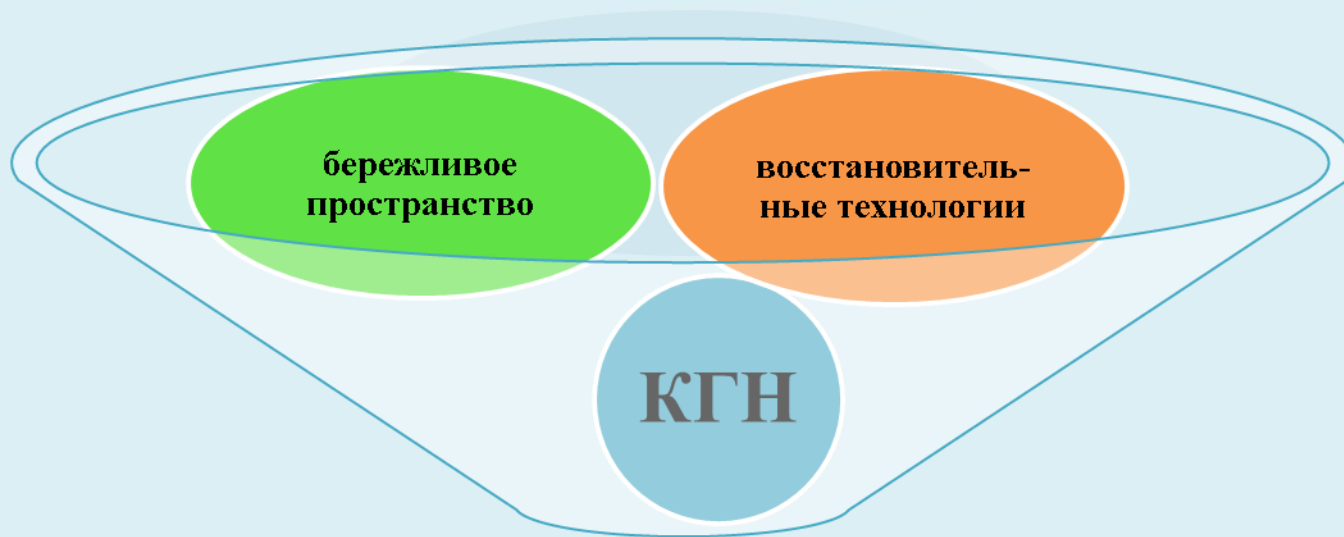 бережливое
пространство
восстановитель-
ные технологии
КГН